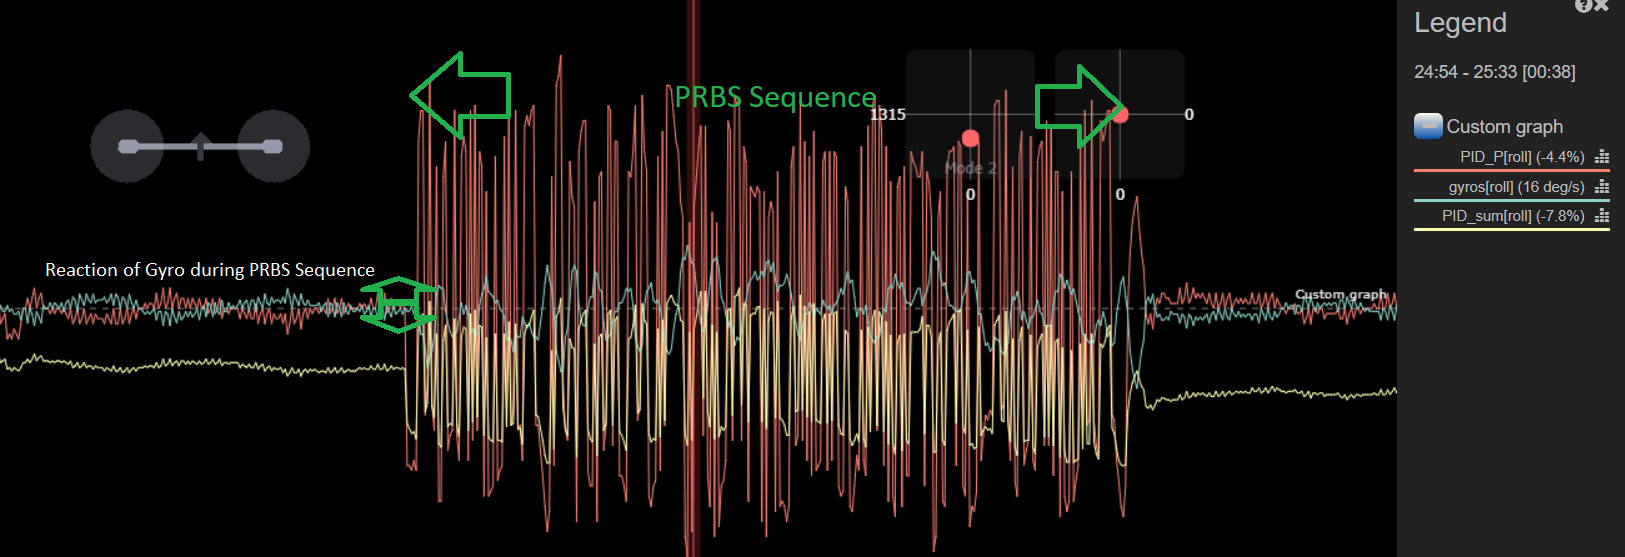 PRBS Sequence
1315
0
Mode 2
0
0
Reaction of Gyro during PRBS Sequence
Custom graph
Legend
24:54 - 25:33 [00:38]
Custom graph
PID_P[roll] (-4.4%)
gyros[roll] (16 deg/s)
PID_sum[roll] (-7.8%)